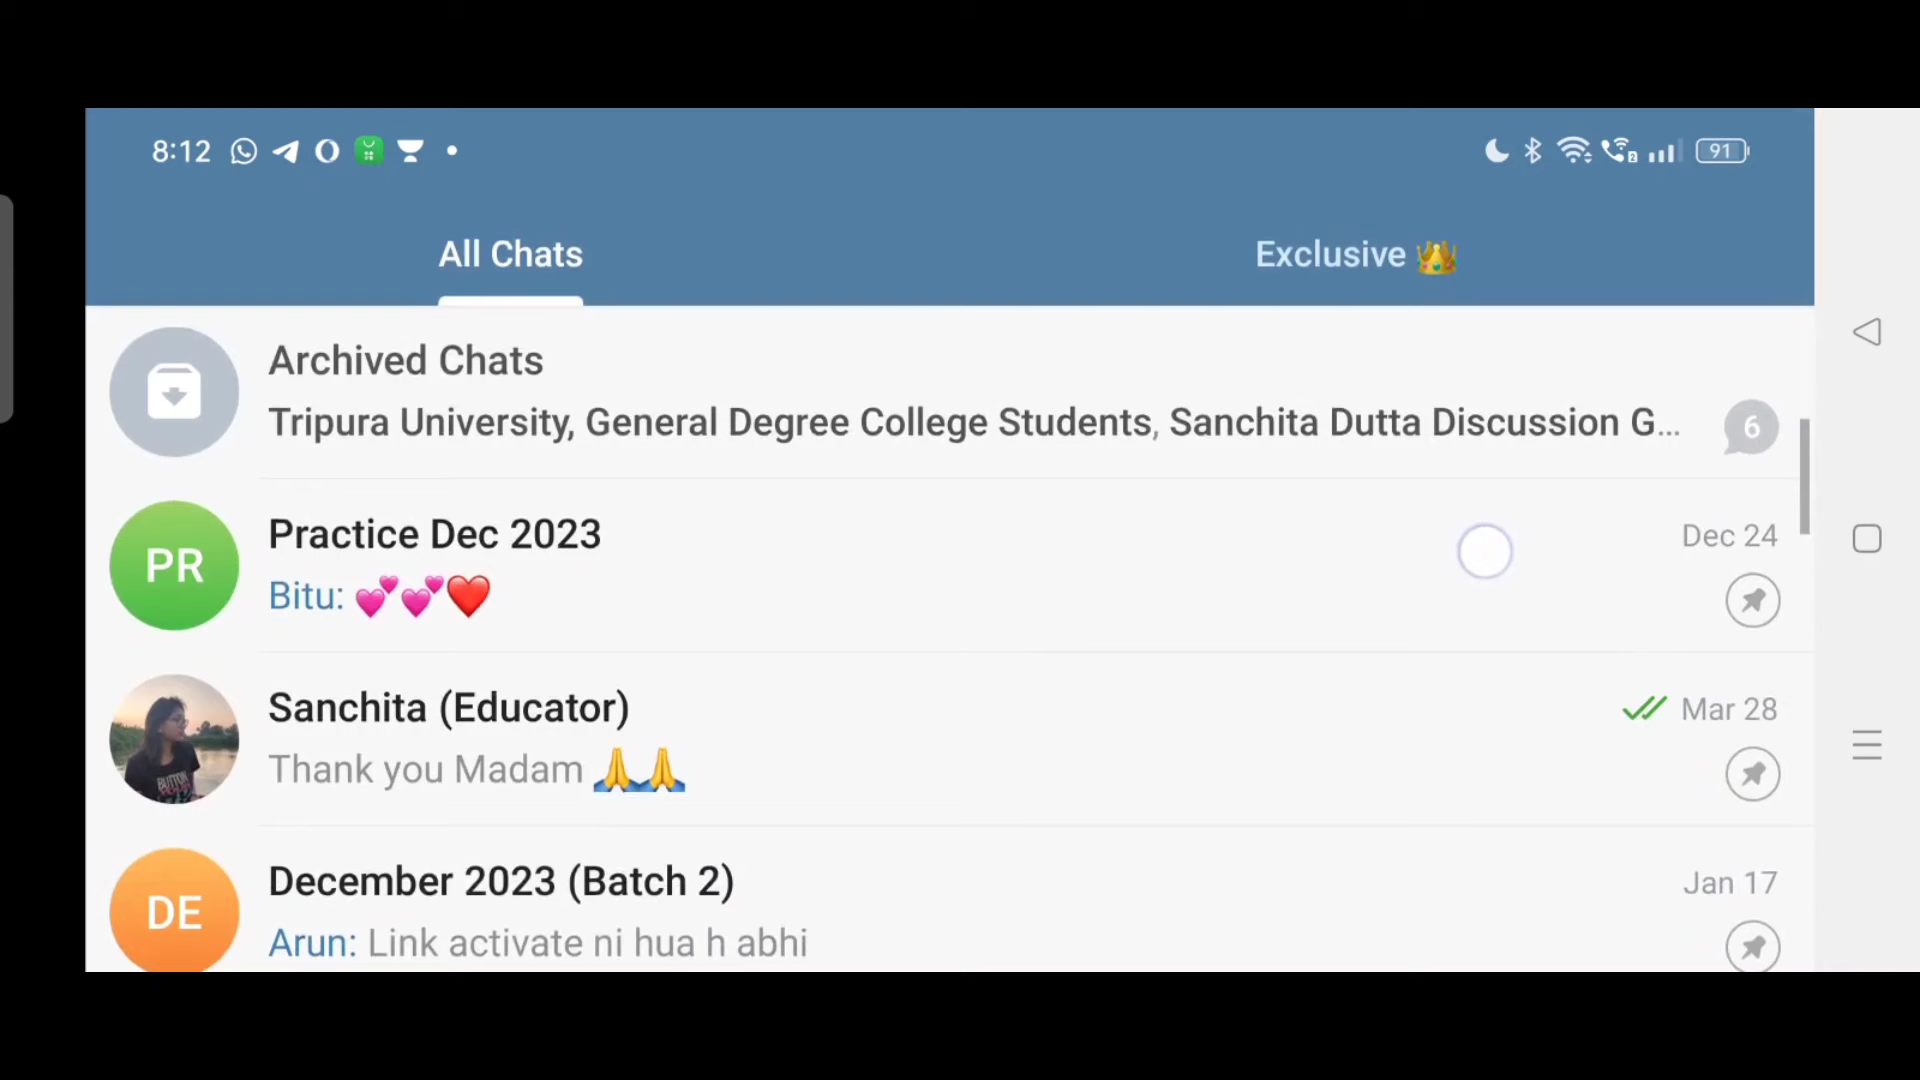 8:12
91
All Chats
Exclusive 👑
Archived Chats
Tripura University, General Degree College Students, Sanchita Dutta Discussion G...
6
PR
Practice Dec 2023
Dec 24
Bitu: 💕💕❤️
Sanchita (Educator)
Mar 28
Thank you Madam 🙏🙏
DE
December 2023 (Batch 2)
Jan 17
Arun: Link activate ni hua h abhi